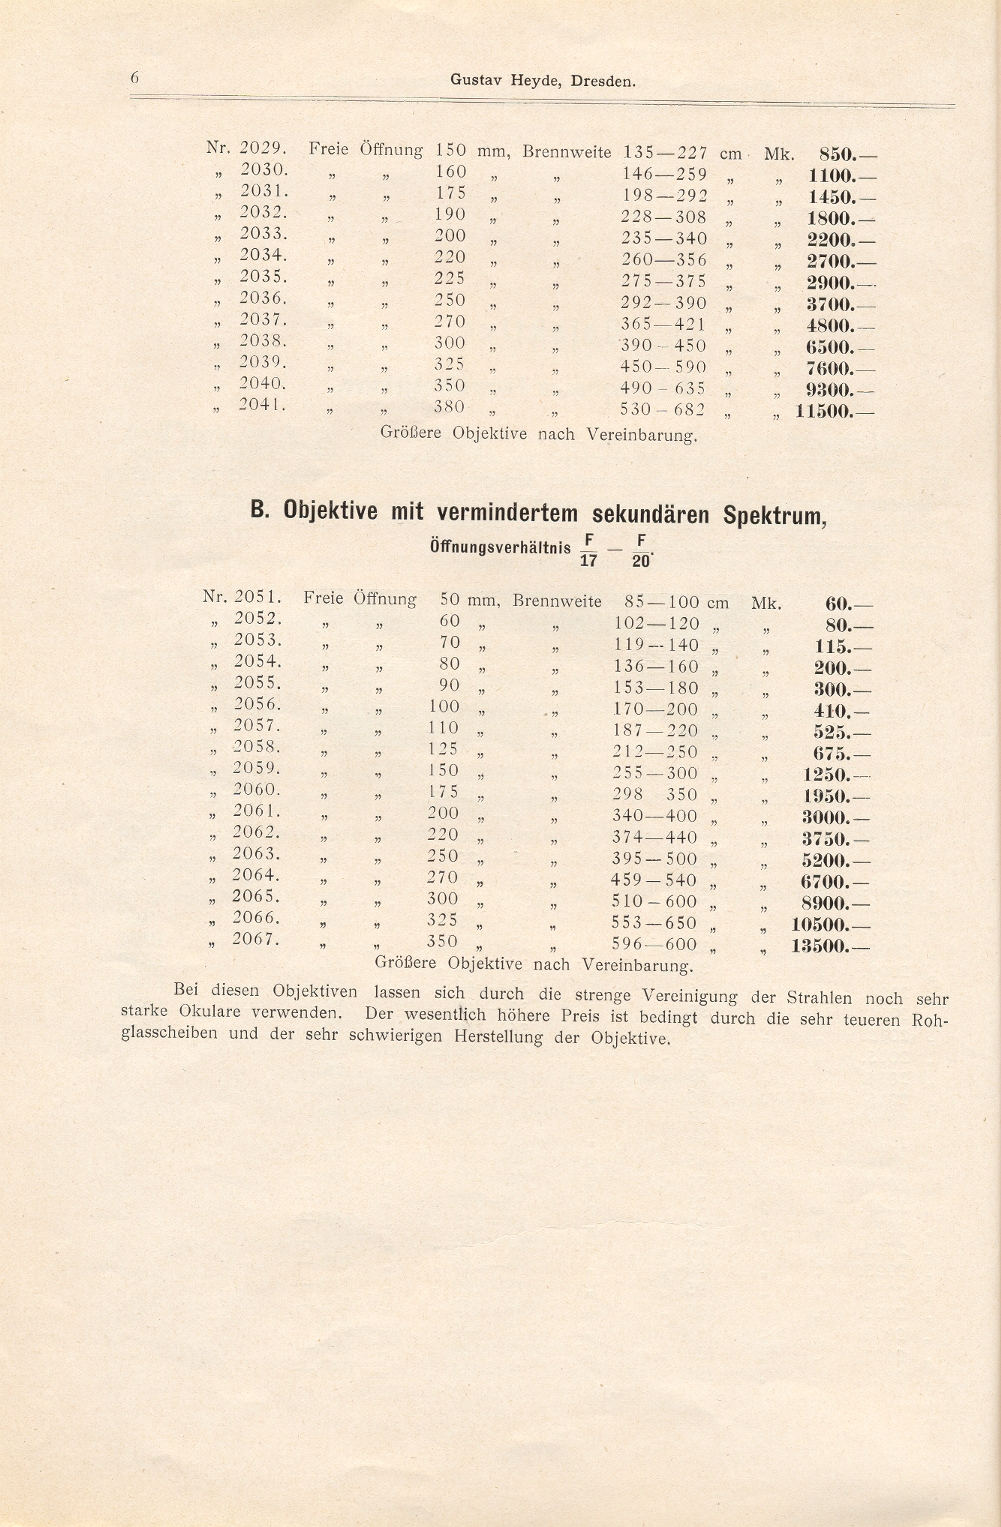 6 Gustav Heyde, Dresden.
Nr. 2029. Freie Öffnung 150 mm, Brennweite 135—227 cm Mk. 850.—
„ 2030. „ „ 160 „ „ 146—259 „ „ 1100.—
„ 2031. „ „ 175 „ „ 198—292 „ „ 1450.—
„ 2032. „ „ 190 „ „ 228—308 „ „ 1800.—
„ 2033. „ „ 200 „ „ 235—340 „ „ 2200.—
„ 2034. „ „ 220 „ „ 260—356 „ „ 2700.—
„ 2035. „ „ 225 „ „ 275—375 „ „ 2900.—
„ 2036. „ „ 250 „ „ 292—390 „ „ 3700.—
„ 2037. „ „ 270 „ „ 365—421 „ „ 4800.—
„ 2038. „ „ 300 „ „ 390—450 „ „ 6500.—
„ 2039. „ „ 325 „ „ 450—590 „ „ 7600.—
„ 2040. „ „ 350 „ „ 490—635 „ „ 9300.—
„ 2041. „ „ 380 „ „ 530—682 „ „ 11500.—
Größere Objektive nach Vereinbarung.
B. Objektive mit vermindertem sekundären Spektrum,
Öffnungsverhältnis F/17 — F/20.
Nr. 2051. Freie Öffnung 50 mm, Brennweite 85—100 cm Mk. 60.—
„ 2052. „ „ 60 „ „ 102—120 „ „ 80.—
„ 2053. „ „ 70 „ „ 119—140 „ „ 115.—
„ 2054. „ „ 80 „ „ 136—160 „ „ 200.—
„ 2055. „ „ 90 „ „ 153—180 „ „ 300.—
„ 2056. „ „ 100 „ „ 170—200 „ „ 410.—
„ 2057. „ „ 110 „ „ 187—220 „ „ 525.—
„ 2058. „ „ 125 „ „ 212—250 „ „ 675.—
„ 2059. „ „ 150 „ „ 255—300 „ „ 1250.—
„ 2060. „ „ 175 „ „ 298 350 „ „ 1950.—
„ 2061. „ „ 200 „ „ 340—400 „ „ 3000.—
„ 2062. „ „ 220 „ „ 374—440 „ „ 3750.—
„ 2063. „ „ 250 „ „ 395—500 „ „ 5200.—
„ 2064. „ „ 270 „ „ 459—540 „ „ 6700.—
„ 2065. „ „ 300 „ „ 510—600 „ „ 8900.—
„ 2066. „ „ 325 „ „ 553—650 „ „ 10500.—
„ 2067. „ „ 350 „ „ 596—600 „ „ 13500.—
Größere Objektive nach Vereinbarung.
Bei diesen Objektiven lassen sich durch die strenge Vereinigung der Strahlen noch sehr
starke Okulare verwenden. Der wesentlich höhere Preis ist bedingt durch die sehr teueren Roh-
glasscheiben und der sehr schwierigen Herstellung der Objektive.